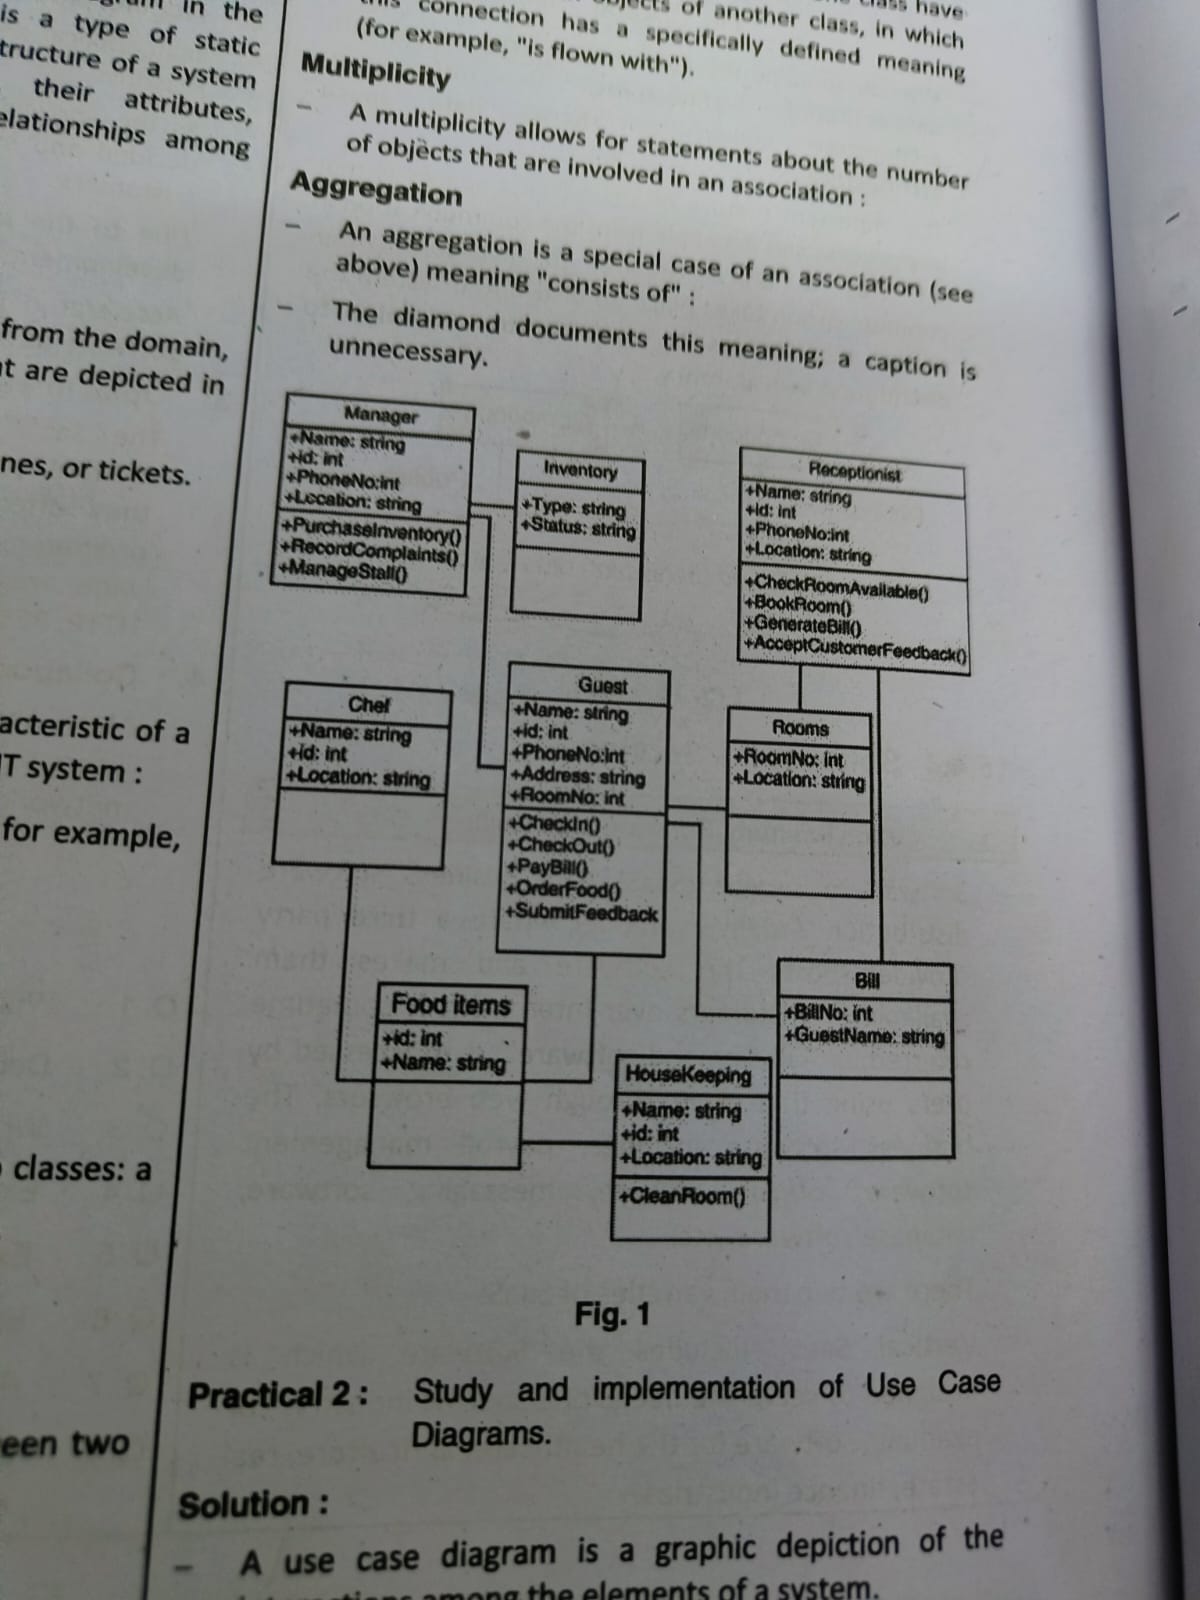 in the
is a type of static
tructure of a system
their attributes,
elationships among
from the domain,
t are depicted in
nes, or tickets.
acteristic of a
T system :
for example,
classes: a
een two
have
connection has a specifically defined meaning
of another class, in which
(for example, "is flown with").
Multiplicity
– A multiplicity allows for statements about the number
of objects that are involved in an association :
Aggregation
– An aggregation is a special case of an association (see
above) meaning "consists of" :
– The diamond documents this meaning; a caption is
unnecessary.
Manager
+Name: string
+id: int
+PhoneNo:int
+Location: string
+PurchaseInventory()
+RecordComplaints()
+ManageStall()
Inventory
+Type: string
+Status: string
Receptionist
+Name: string
+Id: int
+PhoneNo:int
+Location: string
+CheckRoomAvailable()
+BookRoom()
+GenerateBill()
+AcceptCustomerFeedback()
Chef
+Name: string
+id: int
+Location: string
Guest
+Name: string
+id: int
+PhoneNo:int
+Address: string
+RoomNo: int
+CheckIn()
+CheckOut()
+PayBill()
+OrderFood()
+SubmitFeedback
Rooms
+RoomNo: int
+Location: string
Food items
+id: int
+Name: string
HouseKeeping
+Name: string
+id: int
+Location: string
+CleanRoom()
Bill
+BillNo: int
+GuestName: string
Fig. 1
Practical 2 : Study and implementation of Use Case
Diagrams.
Solution :
– A use case diagram is a graphic depiction of the
among the elements of a system.